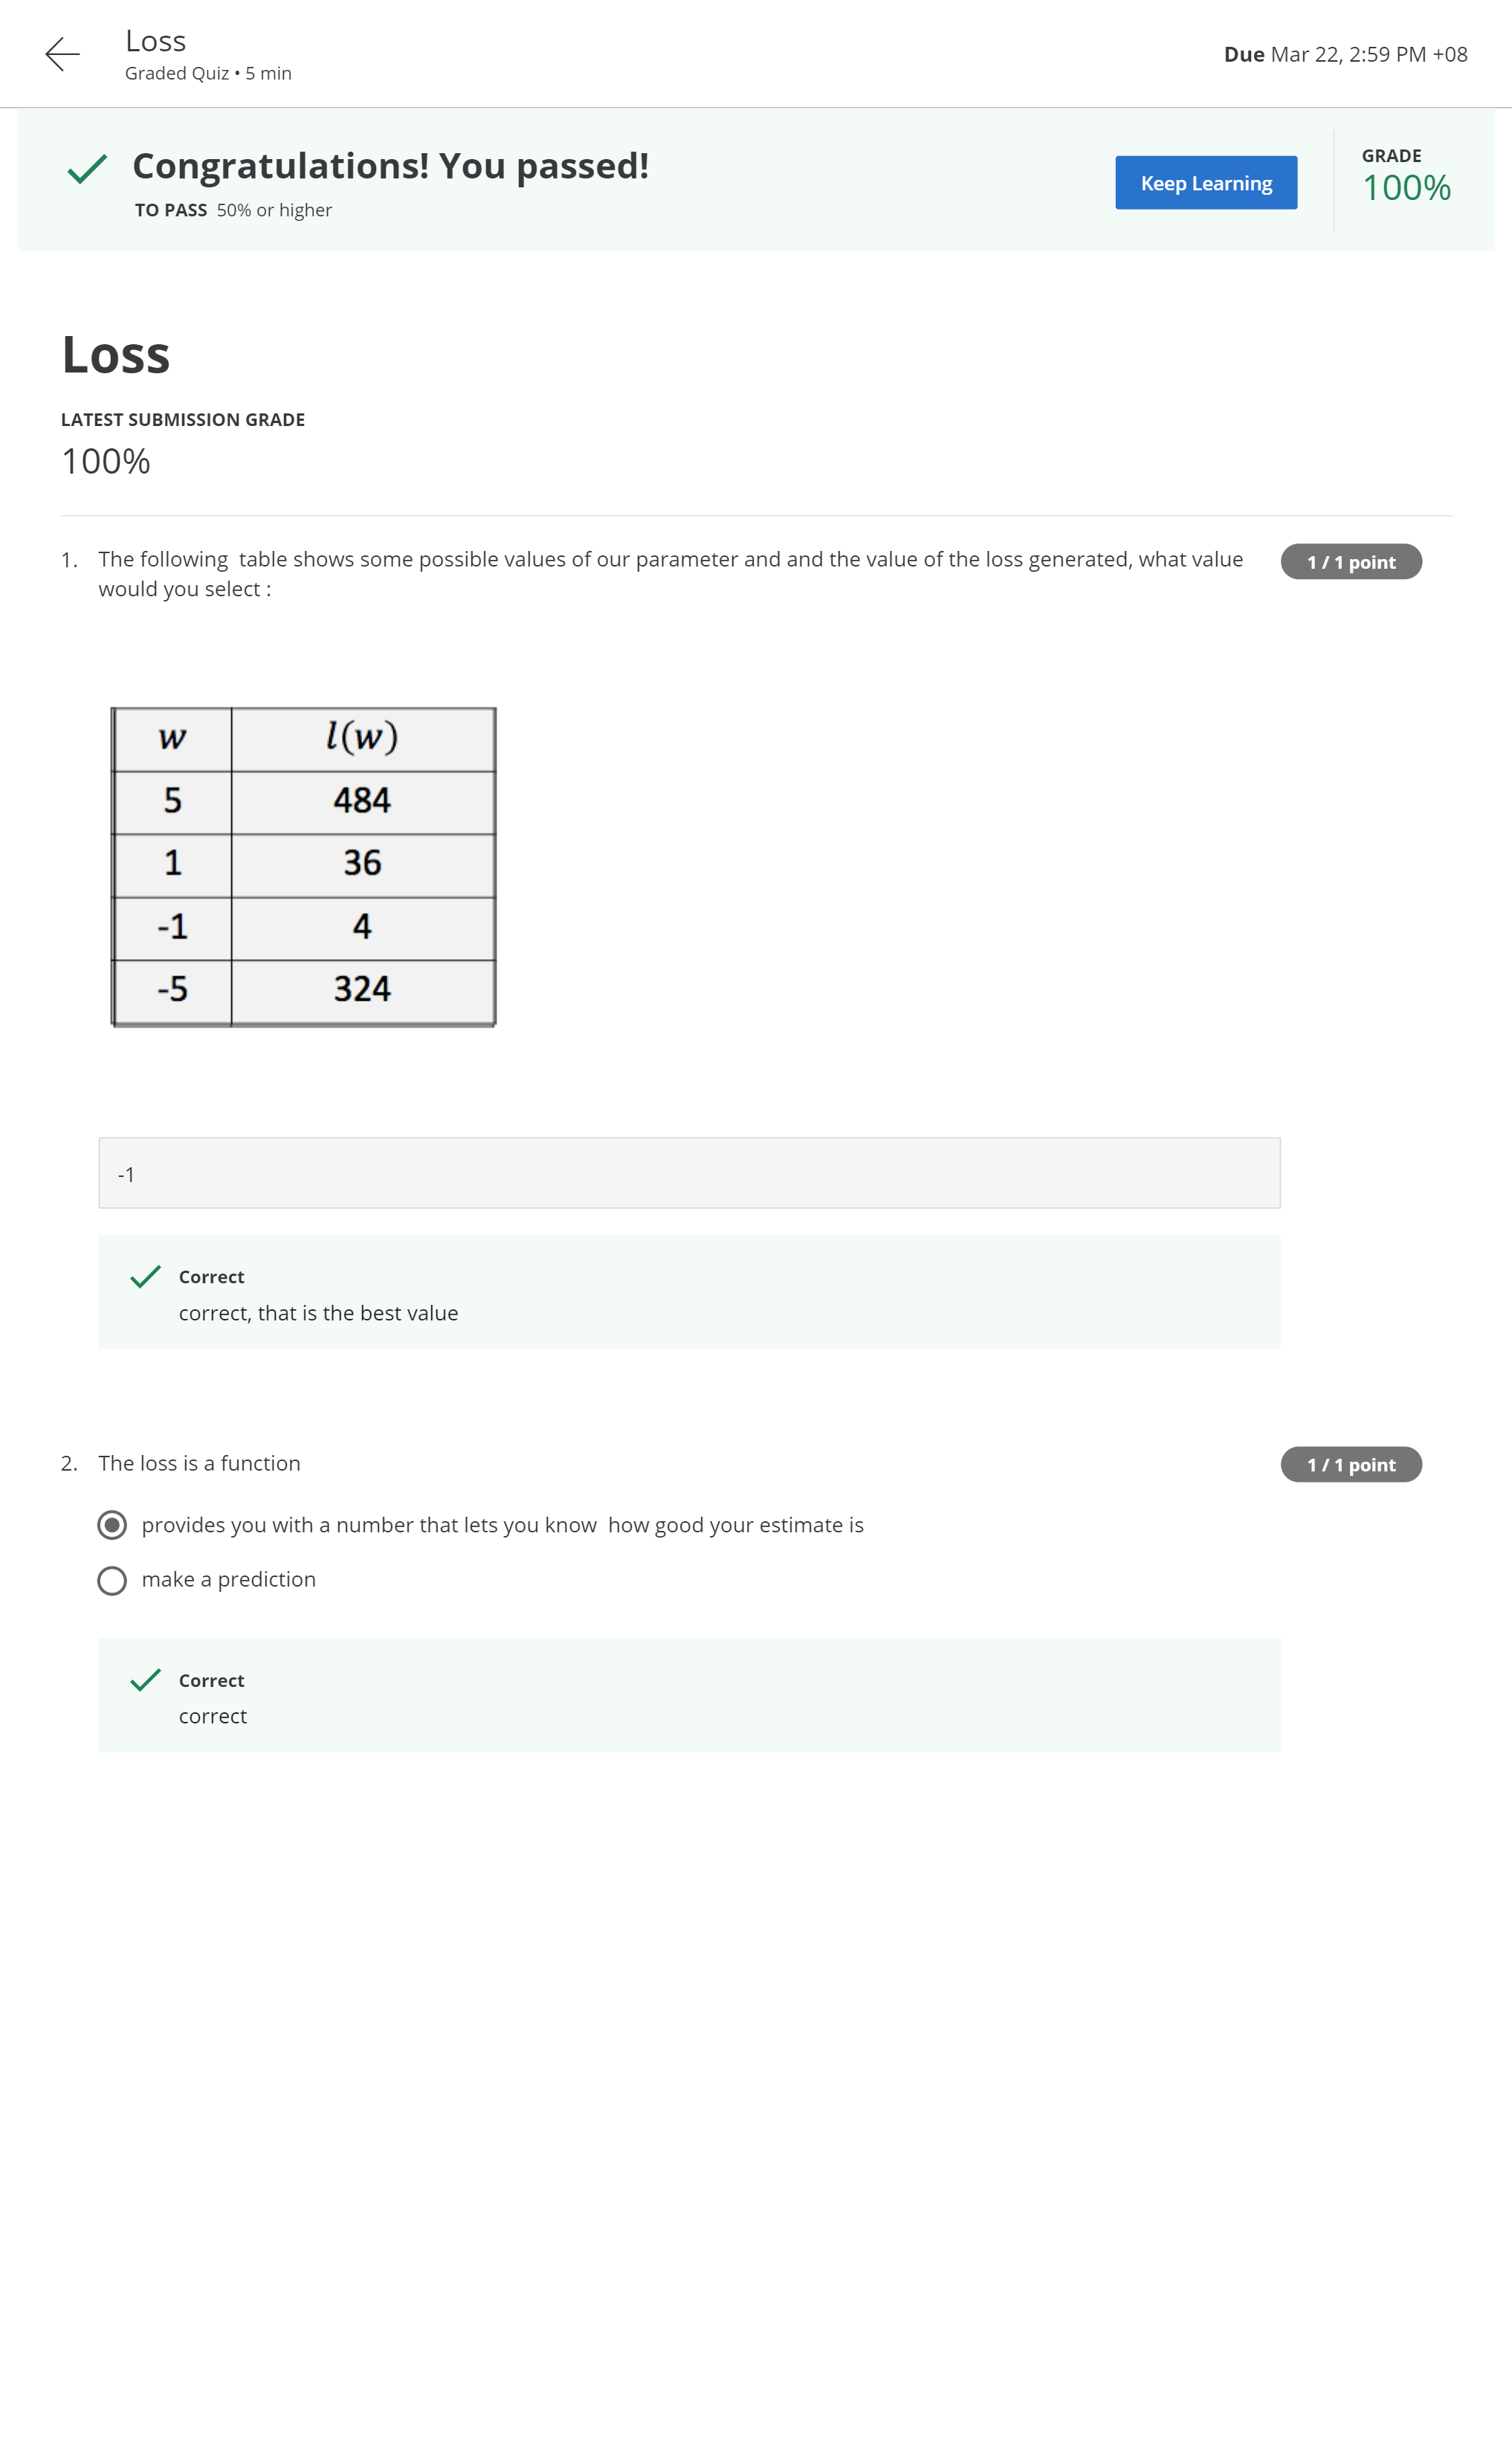 Loss
Graded Quiz • 5 min
Due Mar 22, 2:59 PM +08
Congratulations! You passed!
TO PASS 50% or higher
Keep Learning
GRADE
100%
Loss
LATEST SUBMISSION GRADE
100%
1. The following  table shows some possible values of our parameter and and the value of the loss generated, what value
would you select :
1 / 1 point
w l(w)
5 484
1 36
-1 4
-5 324
-1
Correct
correct, that is the best value
2. The loss is a function
1 / 1 point
provides you with a number that lets you know  how good your estimate is
make a prediction
Correct
correct